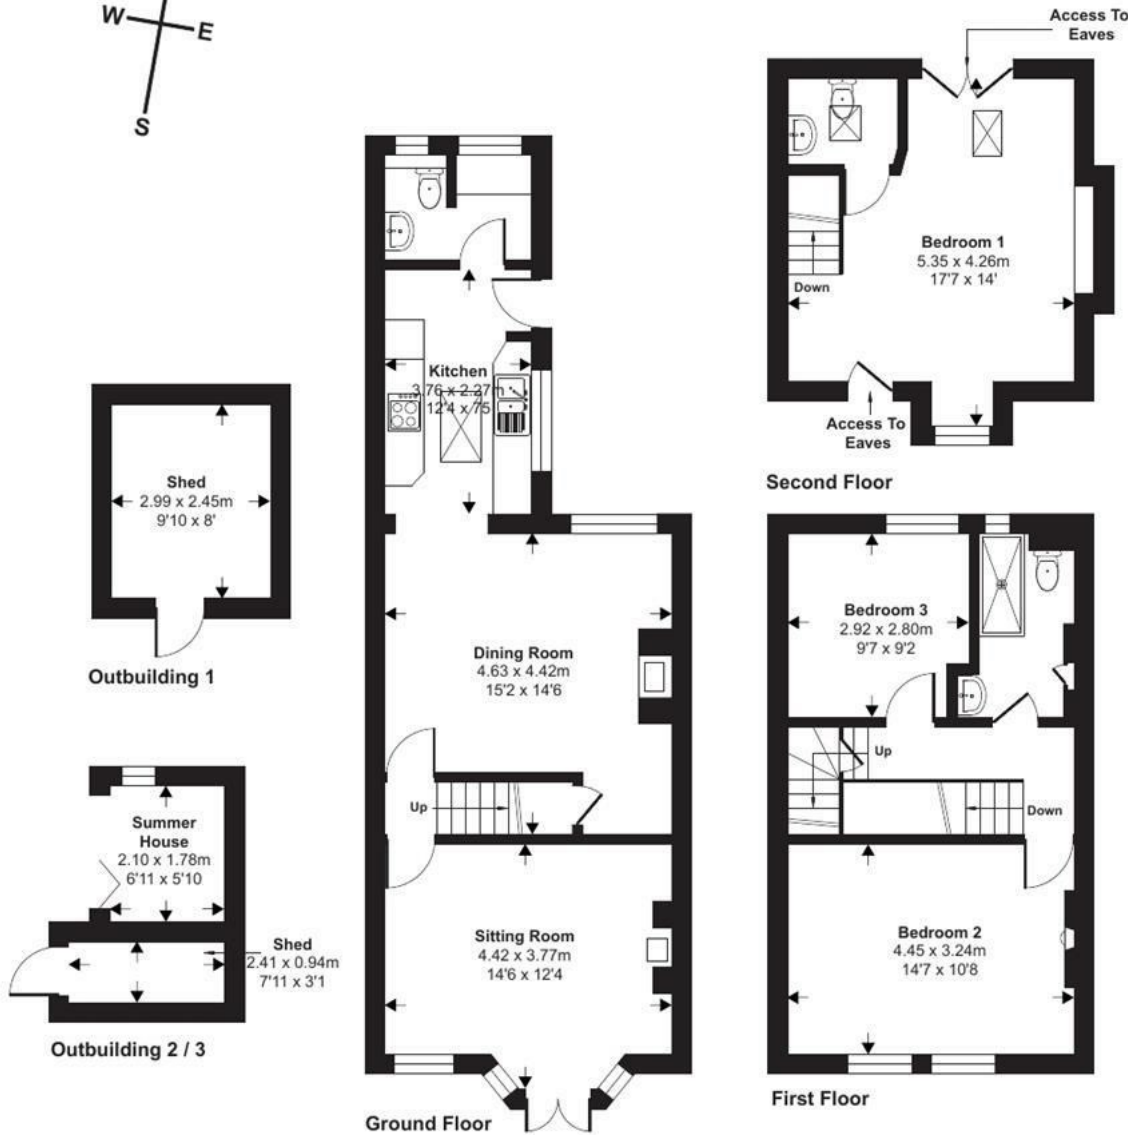 W
E
S
Access To
Eaves
Bedroom 1
5.35 x 4.26m
17'7 x 14'
Down
Access To
Eaves
Second Floor
Kitchen
3.76 x 2.27m
12'4 x 75
Shed
2.99 x 2.45m
9'10 x 8'
Outbuilding 1
Dining Room
4.63 x 4.42m
15'2 x 14'6
Up
Bedroom 3
2.92 x 2.80m
9'7 x 9'2
Up
Down
Summer
House
2.10 x 1.78m
6'11 x 5'10
Shed
2.41 x 0.94m
7'11 x 3'1
Outbuilding 2 / 3
Sitting Room
4.42 x 3.77m
14'6 x 12'4
Ground Floor
Bedroom 2
4.45 x 3.24m
14'7 x 10'8
First Floor